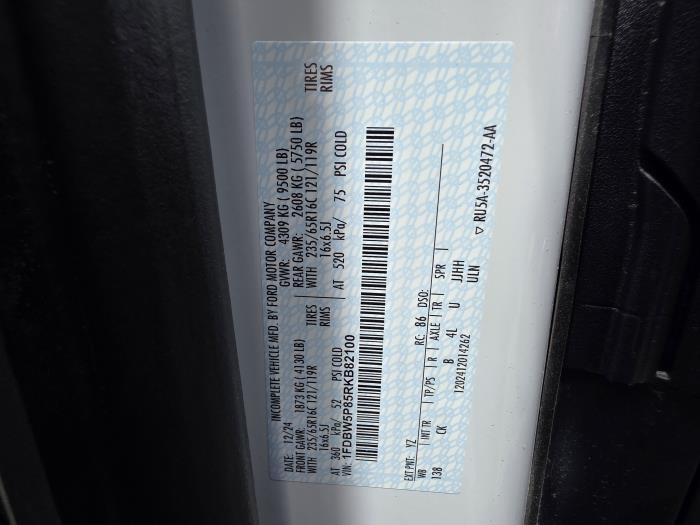 INCOMPLETE VEHICLE MFD. BY FORD MOTOR COMPANY
DATE: 12/24 GVWR: 4309 KG ( 9500 LB)
FRONT GAWR: 1873 KG ( 4130 LB) REAR GAWR: 2608 KG ( 5750 LB)
WITH 235/65R16C 121/119R TIRES WITH 235/65R16C 121/119R TIRES
16x6.5J RIMS 16x6.5J RIMS
AT 360 kPa/ 52 PSI COLD AT 520 kPa/ 75 PSI COLD
VIN: 1FDBW5P85RKB82100
EXT PNT: YZ RC: 86 DSO:
WB INT TR TP/PS R AXLE TR SPR
138 CK B 4L U JJHH
1202412014262 ULN
▽ RU5A-3520472-AA